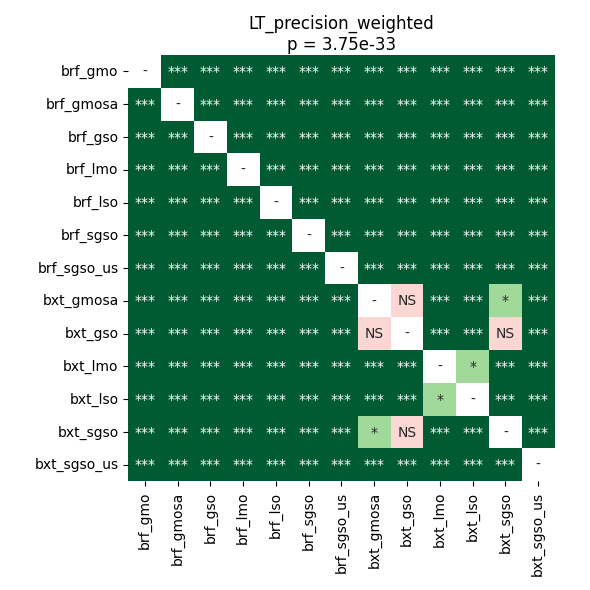 LT_precision_weighted
p = 3.75e-33
brf_gmo - *** *** *** *** *** *** *** *** *** *** *** ***
brf_gmosa *** - *** *** *** *** *** *** *** *** *** *** ***
brf_gso *** *** - *** *** *** *** *** *** *** *** *** ***
brf_lmo *** *** *** - *** *** *** *** *** *** *** *** ***
brf_lso *** *** *** *** - *** *** *** *** *** *** *** ***
brf_sgso *** *** *** *** *** - *** *** *** *** *** *** ***
brf_sgso_us *** *** *** *** *** *** - *** *** *** *** *** ***
bxt_gmosa *** *** *** *** *** *** *** - NS *** *** * ***
bxt_gso *** *** *** *** *** *** *** NS - *** *** NS ***
bxt_lmo *** *** *** *** *** *** *** *** *** - * *** ***
bxt_lso *** *** *** *** *** *** *** *** *** * - *** ***
bxt_sgso *** *** *** *** *** *** *** * NS *** *** - ***
bxt_sgso_us *** *** *** *** *** *** *** *** *** *** *** *** -
brf_gmo brf_gmosa brf_gso brf_lmo brf_lso brf_sgso brf_sgso_us bxt_gmosa bxt_gso bxt_lmo bxt_lso bxt_sgso bxt_sgso_us